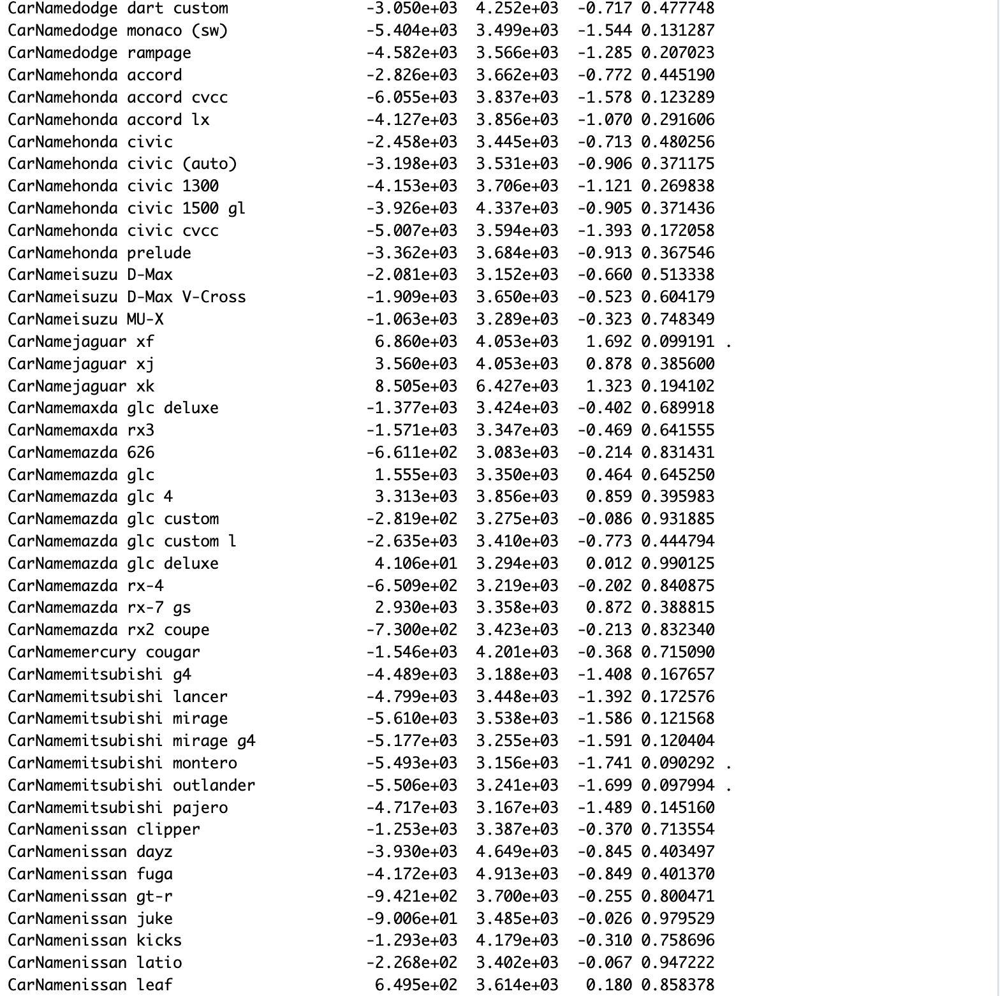 CarNamedodge dart custom -3.050e+03 4.252e+03 -0.717 0.477748
CarNamedodge monaco (sw) -5.404e+03 3.499e+03 -1.544 0.131287
CarNamedodge rampage -4.582e+03 3.566e+03 -1.285 0.207023
CarNamehonda accord -2.826e+03 3.662e+03 -0.772 0.445190
CarNamehonda accord cvcc -6.055e+03 3.837e+03 -1.578 0.123289
CarNamehonda accord lx -4.127e+03 3.856e+03 -1.070 0.291606
CarNamehonda civic -2.458e+03 3.445e+03 -0.713 0.480256
CarNamehonda civic (auto) -3.198e+03 3.531e+03 -0.906 0.371175
CarNamehonda civic 1300 -4.153e+03 3.706e+03 -1.121 0.269838
CarNamehonda civic 1500 gl -3.926e+03 4.337e+03 -0.905 0.371436
CarNamehonda civic cvcc -5.007e+03 3.594e+03 -1.393 0.172058
CarNamehonda prelude -3.362e+03 3.684e+03 -0.913 0.367546
CarNameisuzu D-Max -2.081e+03 3.152e+03 -0.660 0.513338
CarNameisuzu D-Max V-Cross -1.909e+03 3.650e+03 -0.523 0.604179
CarNameisuzu MU-X -1.063e+03 3.289e+03 -0.323 0.748349
CarNamejaguar xf 6.860e+03 4.053e+03 1.692 0.099191 .
CarNamejaguar xj 3.560e+03 4.053e+03 0.878 0.385600
CarNamejaguar xk 8.505e+03 6.427e+03 1.323 0.194102
CarNamemaxda glc deluxe -1.377e+03 3.424e+03 -0.402 0.689918
CarNamemaxda rx3 -1.571e+03 3.347e+03 -0.469 0.641555
CarNamemazda 626 -6.611e+02 3.083e+03 -0.214 0.831431
CarNamemazda glc 1.555e+03 3.350e+03 0.464 0.645250
CarNamemazda glc 4 3.313e+03 3.856e+03 0.859 0.395983
CarNamemazda glc custom -2.819e+02 3.275e+03 -0.086 0.931885
CarNamemazda glc custom l -2.635e+03 3.410e+03 -0.773 0.444794
CarNamemazda glc deluxe 4.106e+01 3.294e+03 0.012 0.990125
CarNamemazda rx-4 -6.509e+02 3.219e+03 -0.202 0.840875
CarNamemazda rx-7 gs 2.930e+03 3.358e+03 0.872 0.388815
CarNamemazda rx2 coupe -7.300e+02 3.423e+03 -0.213 0.832340
CarNamemercury cougar -1.546e+03 4.201e+03 -0.368 0.715090
CarNamemitsubishi g4 -4.489e+03 3.188e+03 -1.408 0.167657
CarNamemitsubishi lancer -4.799e+03 3.448e+03 -1.392 0.172576
CarNamemitsubishi mirage -5.610e+03 3.538e+03 -1.586 0.121568
CarNamemitsubishi mirage g4 -5.177e+03 3.255e+03 -1.591 0.120404
CarNamemitsubishi montero -5.493e+03 3.156e+03 -1.741 0.090292 .
CarNamemitsubishi outlander -5.506e+03 3.241e+03 -1.699 0.097994 .
CarNamemitsubishi pajero -4.717e+03 3.167e+03 -1.489 0.145160
CarNamenissan clipper -1.253e+03 3.387e+03 -0.370 0.713554
CarNamenissan dayz -3.930e+03 4.649e+03 -0.845 0.403497
CarNamenissan fuga -4.172e+03 4.913e+03 -0.849 0.401370
CarNamenissan gt-r -9.421e+02 3.700e+03 -0.255 0.800471
CarNamenissan juke -9.006e+01 3.485e+03 -0.026 0.979529
CarNamenissan kicks -1.293e+03 4.179e+03 -0.310 0.758696
CarNamenissan latio -2.268e+02 3.402e+03 -0.067 0.947222
CarNamenissan leaf 6.495e+02 3.614e+03 0.180 0.858378